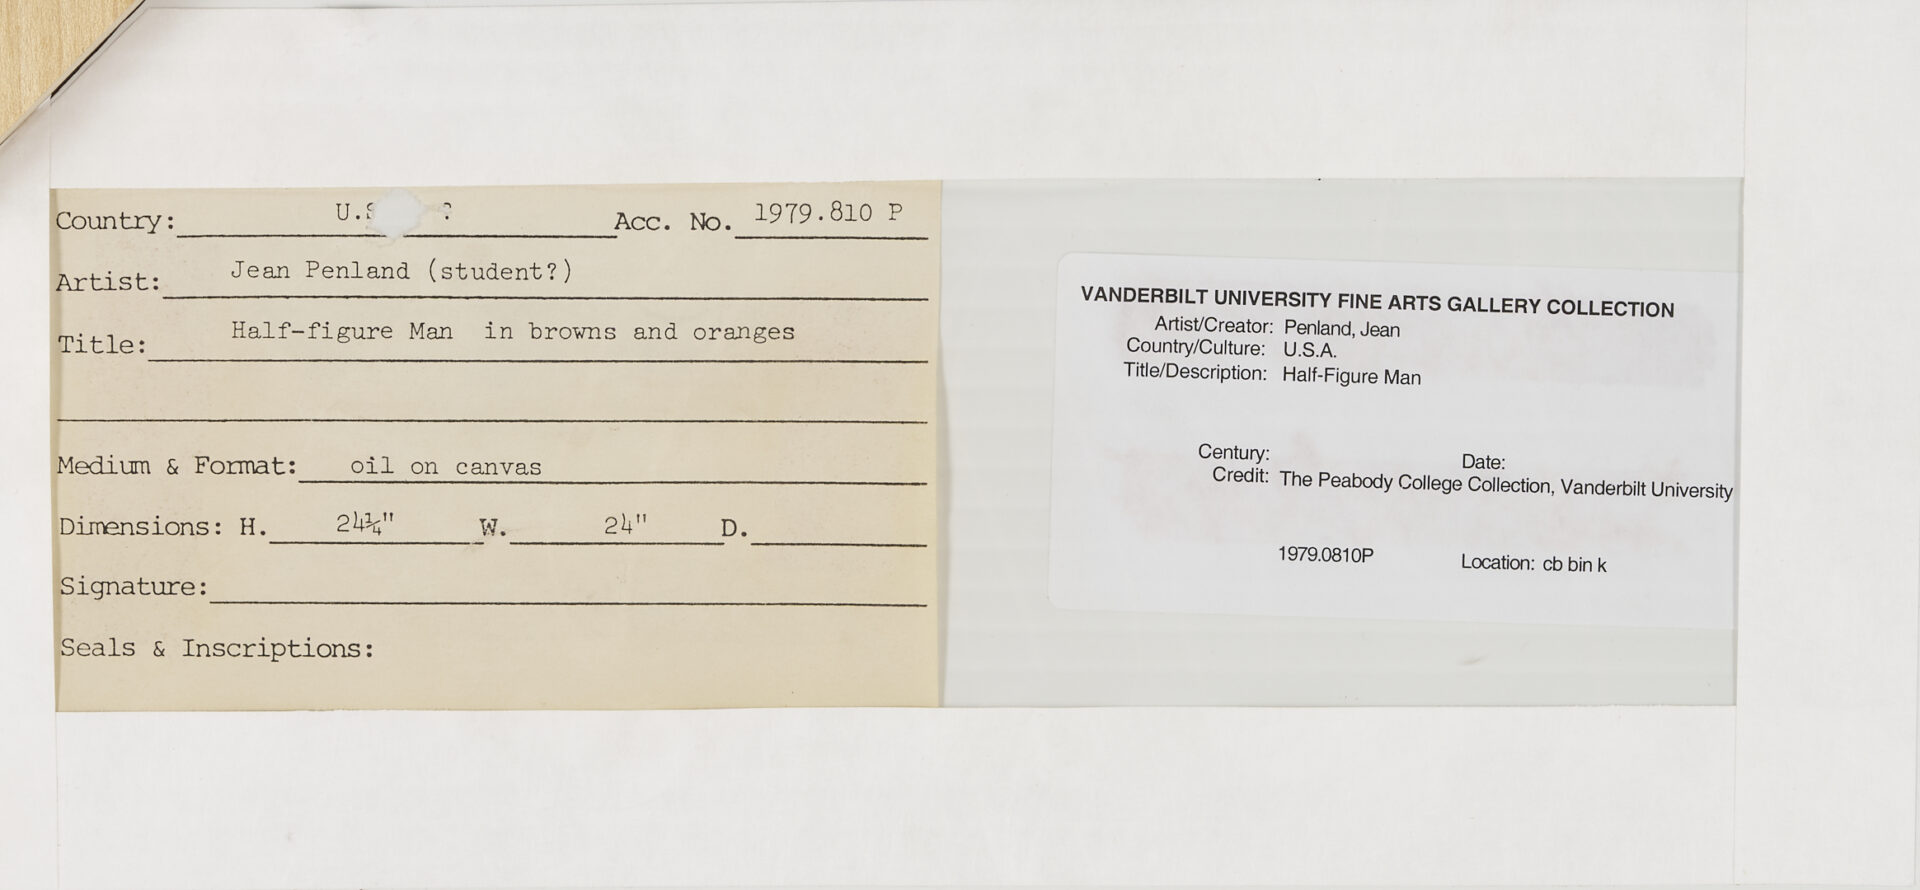 Country: U.S ? Acc. No. 1979.810 P
Artist: Jean Penland (student?)
Title: Half-figure Man in browns and oranges
Medium & Format: oil on canvas
Dimensions: H. 24¼" W. 24" D.
Signature:
Seals & Inscriptions:
VANDERBILT UNIVERSITY FINE ARTS GALLERY COLLECTION
Artist/Creator: Penland, Jean
Country/Culture: U.S.A.
Title/Description: Half-Figure Man
Century: Date:
Credit: The Peabody College Collection, Vanderbilt University
1979.0810P Location: cb bin k